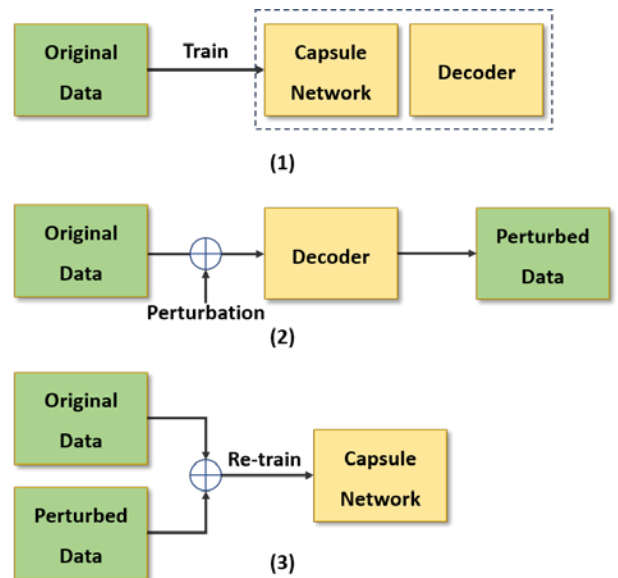 Original
Data
Train
Capsule
Network
Decoder
(1)
Original
Data
Perturbation
Decoder
Perturbed
Data
(2)
Original
Data
Perturbed
Data
Re-train
Capsule
Network
(3)